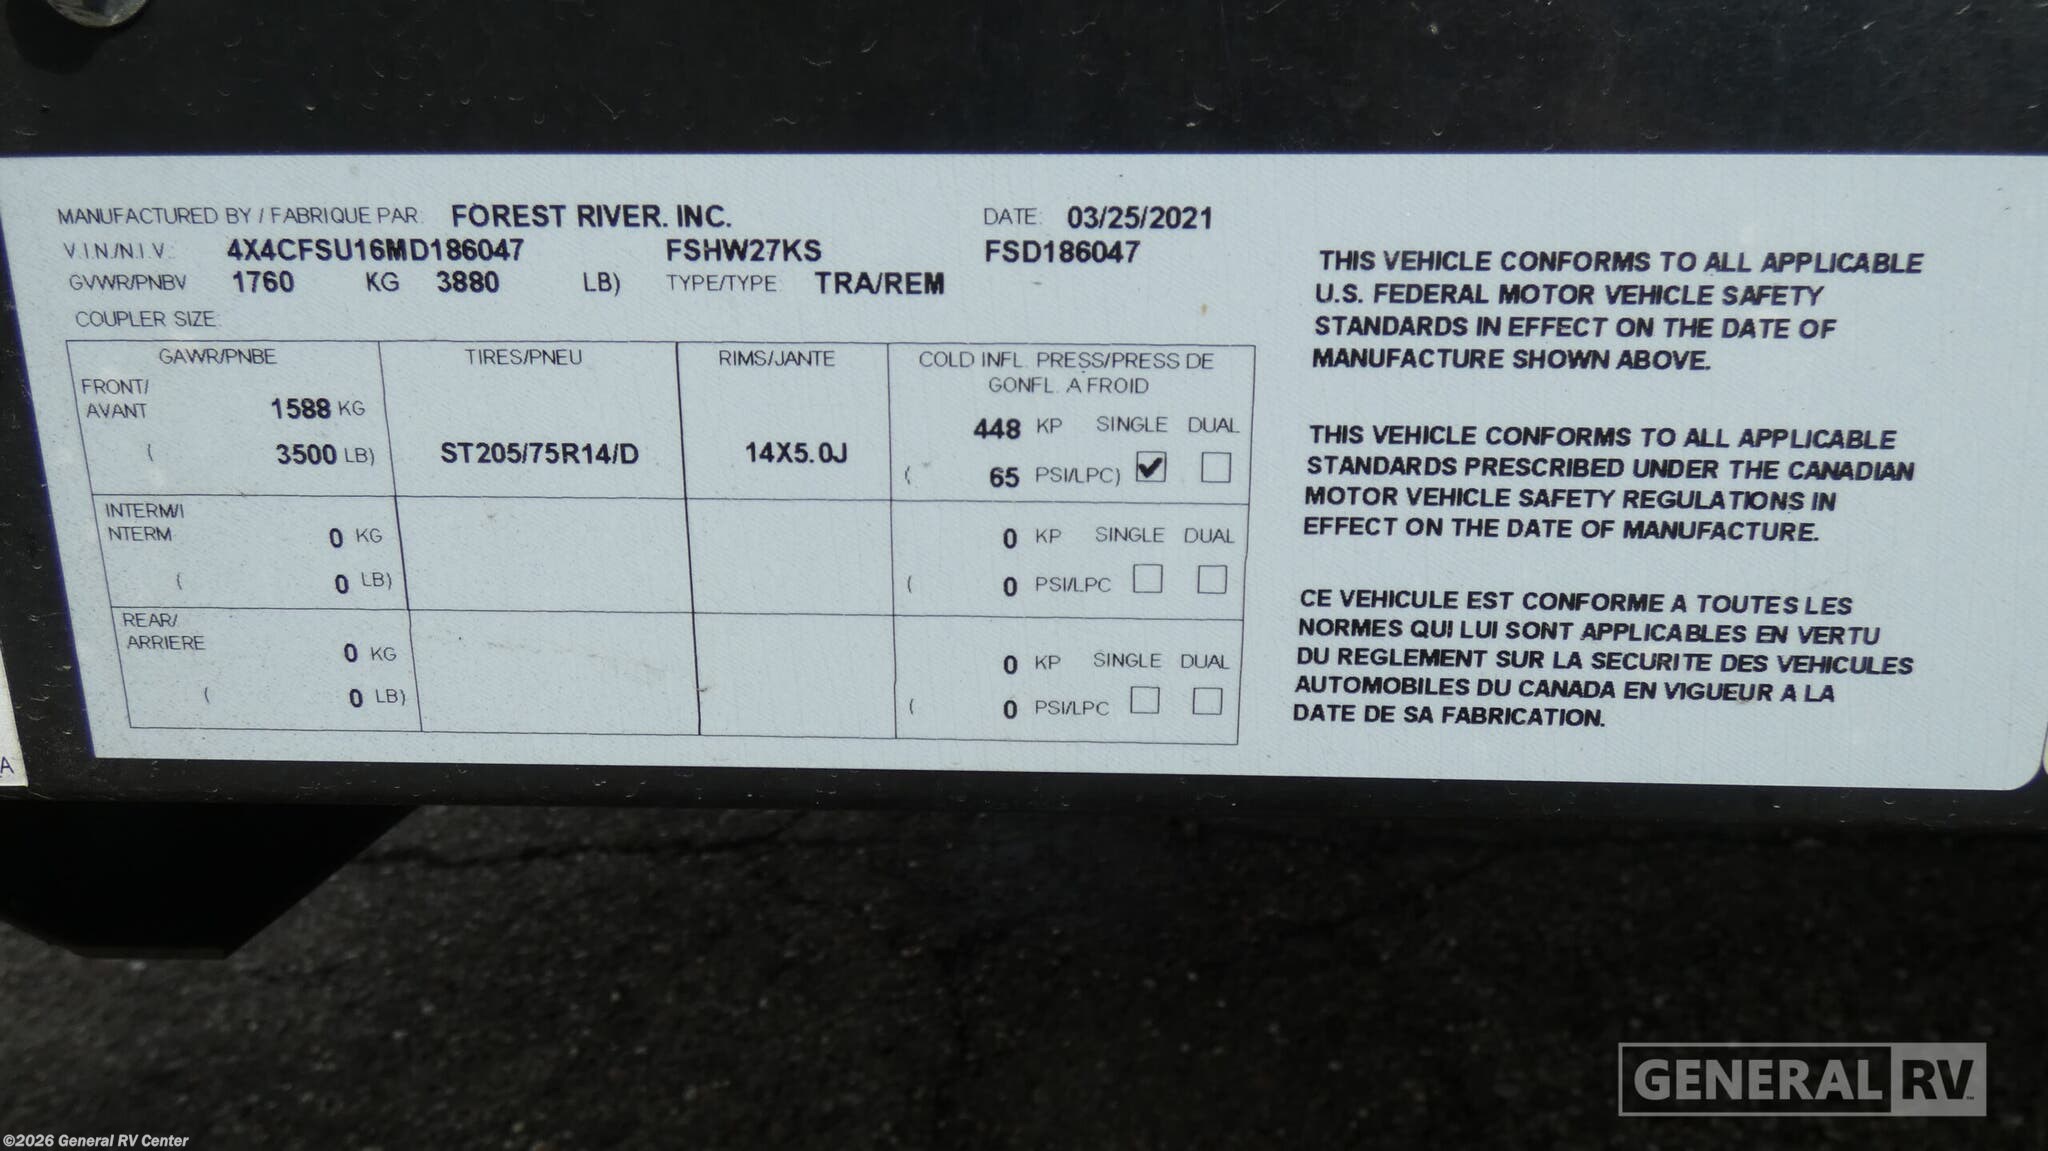 MANUFACTURED BY / FABRIQUE PAR: FOREST RIVER. INC. DATE: 03/25/2021
V.I.N./N.I.V.: 4X4CFSU16MD186047 FSHW27KS FSD186047
GVWR/PNBV 1760 KG 3880 LB) TYPE/TYPE: TRA/REM
COUPLER SIZE:
GAWR/PNBE TIRES/PNEU RIMS/JANTE COLD INFL. PRESS/PRESS DE
GONFL. A FROID
FRONT/
AVANT 1588 KG 448 KP SINGLE DUAL
( 3500 LB) ST205/75R14/D 14X5.0J ( 65 PSI/LPC)
INTERM/I
NTERM 0 KG 0 KP SINGLE DUAL
( 0 LB) ( 0 PSI/LPC
REAR/
ARRIERE 0 KG 0 KP SINGLE DUAL
( 0 LB) ( 0 PSI/LPC
THIS VEHICLE CONFORMS TO ALL APPLICABLE
U.S. FEDERAL MOTOR VEHICLE SAFETY
STANDARDS IN EFFECT ON THE DATE OF
MANUFACTURE SHOWN ABOVE.
THIS VEHICLE CONFORMS TO ALL APPLICABLE
STANDARDS PRESCRIBED UNDER THE CANADIAN
MOTOR VEHICLE SAFETY REGULATIONS IN
EFFECT ON THE DATE OF MANUFACTURE.
CE VEHICULE EST CONFORME A TOUTES LES
NORMES QUI LUI SONT APPLICABLES EN VERTU
DU REGLEMENT SUR LA SECURITE DES VEHICULES
AUTOMOBILES DU CANADA EN VIGUEUR A LA
DATE DE SA FABRICATION.
A
GENERAL RV
©2026 General RV Center